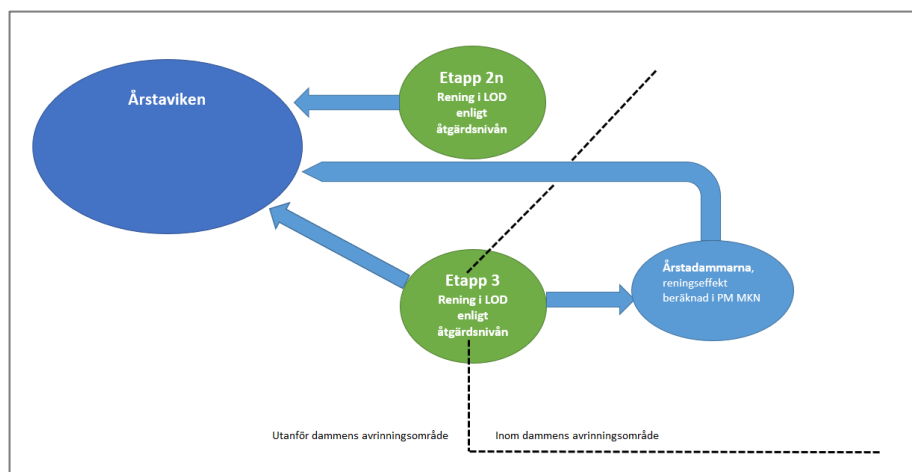 Årstaviken
Etapp 2n
Rening i LOD
enligt
åtgärdsnivån
Etapp 3
Rening i LOD
enligt
åtgärdsnivån
Årstadammarna,
reningseffekt
beräknad i PM MKN
Utanför dammens avrinningsområde
Inom dammens avrinningsområde